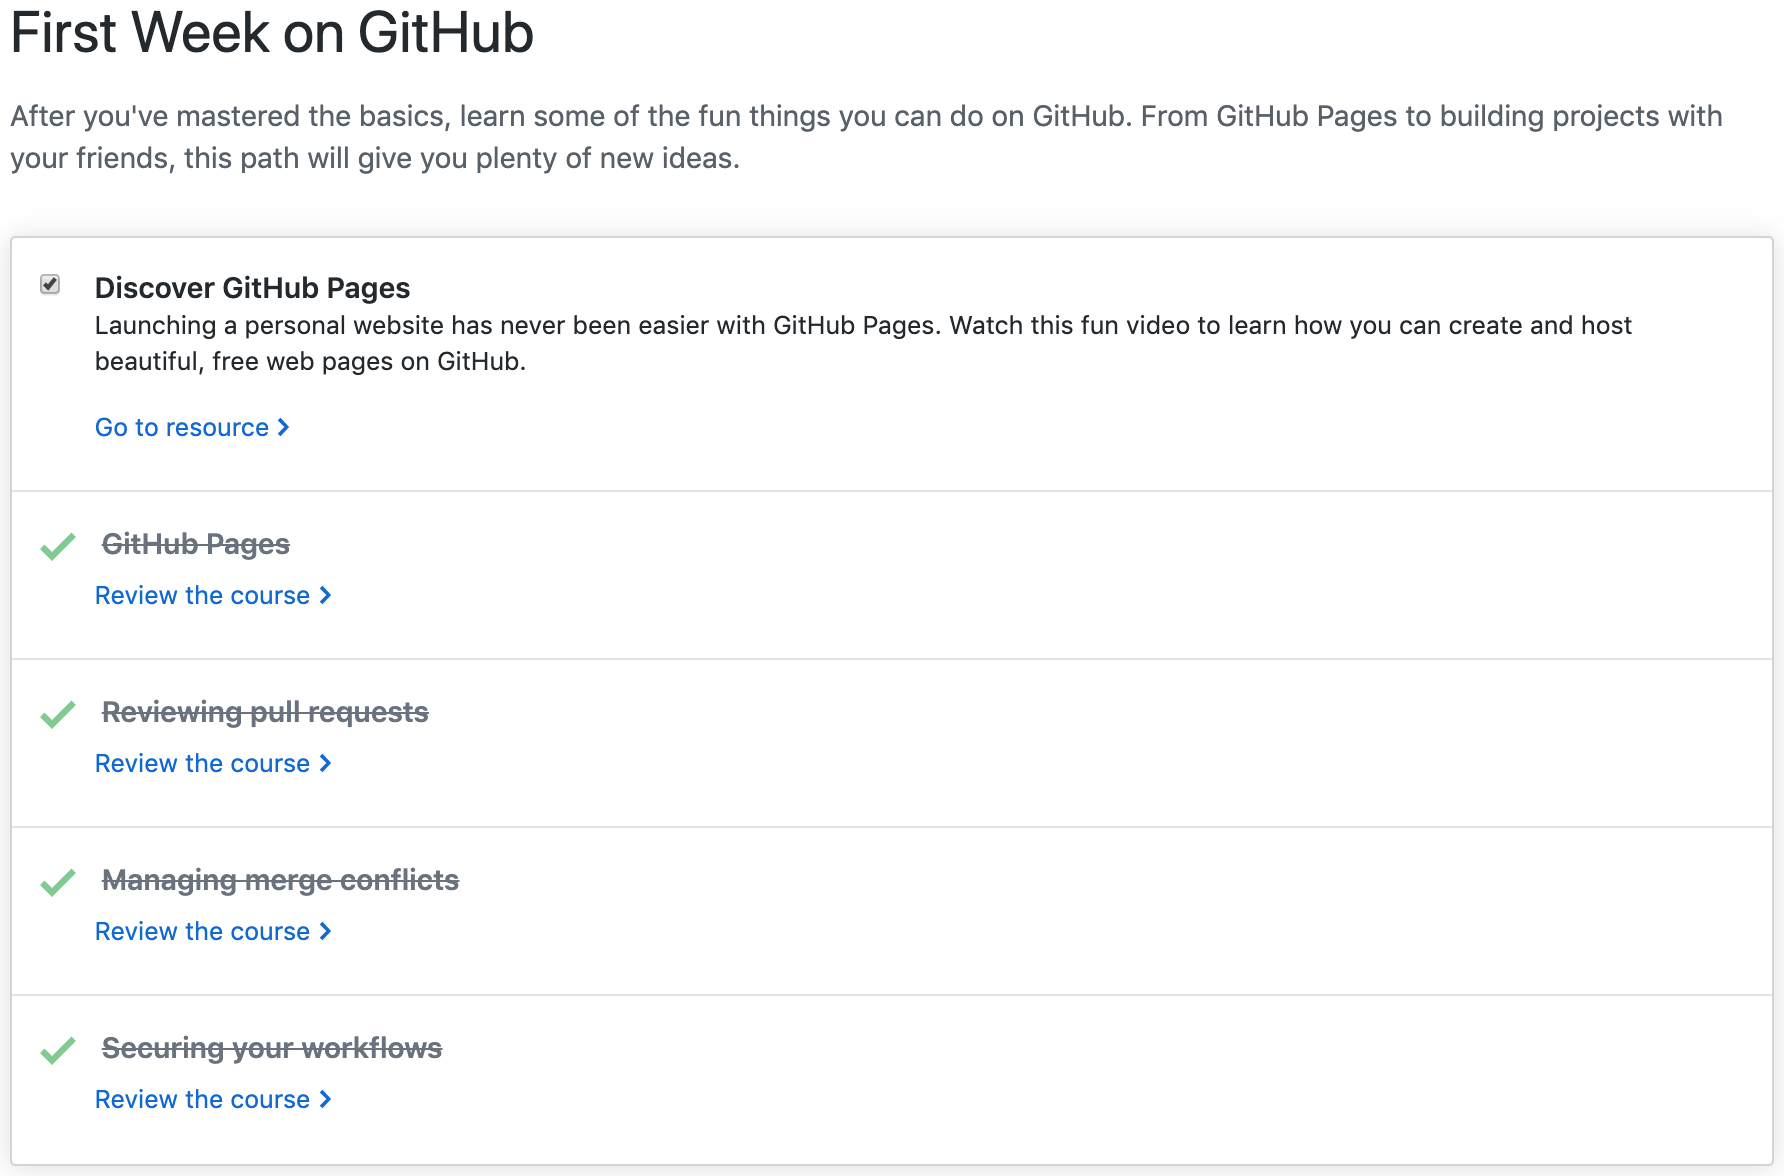 First Week on GitHub
After you've mastered the basics, learn some of the fun things you can do on GitHub. From GitHub Pages to building projects with
your friends, this path will give you plenty of new ideas.
Discover GitHub Pages
Launching a personal website has never been easier with GitHub Pages. Watch this fun video to learn how you can create and host
beautiful, free web pages on GitHub.
Go to resource
GitHub Pages
Review the course
Reviewing pull requests
Review the course
Managing merge conflicts
Review the course
Securing your workflows
Review the course